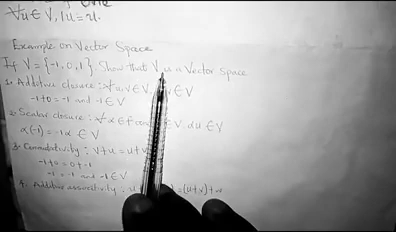 ∀u ∈ V, 1u = u.
Example on Vector Space
If V = {-1, 0, 1} Show that V is a Vector space
1. Additive closure : ∀ u, v ∈ V, ∈ V
-1+0 = -1 and -1 ∈ V
2. Scalar closure : ∀ α ∈ F ∈ V αu ∈ V
α(-1) = -1α ∈ V
3. Commutativity : v+u = u+v
-1+0 = 0+-1
-1 = -1 and -1 ∈ V
4. Additive associativity : u =(u+v)+w